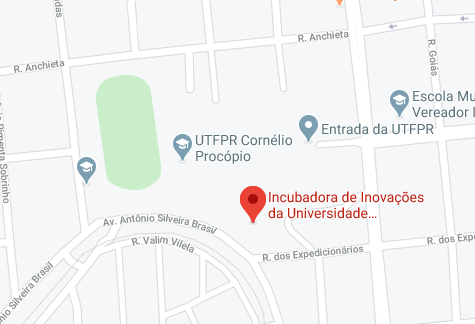 R. Anchieta
R. Anchieta
R. Goiás
Escola Mu
Vereador
Entrada da UTFPR
UTFPR Cornélio
Procópio
Pimenta Sobrinho
Incubadora de Inovações
da Universidade...
Av. Antônio Silveira Brasil
R. Valim Vilela
R. dos Expedicionários
R. dos Exped
Silveira Brasil